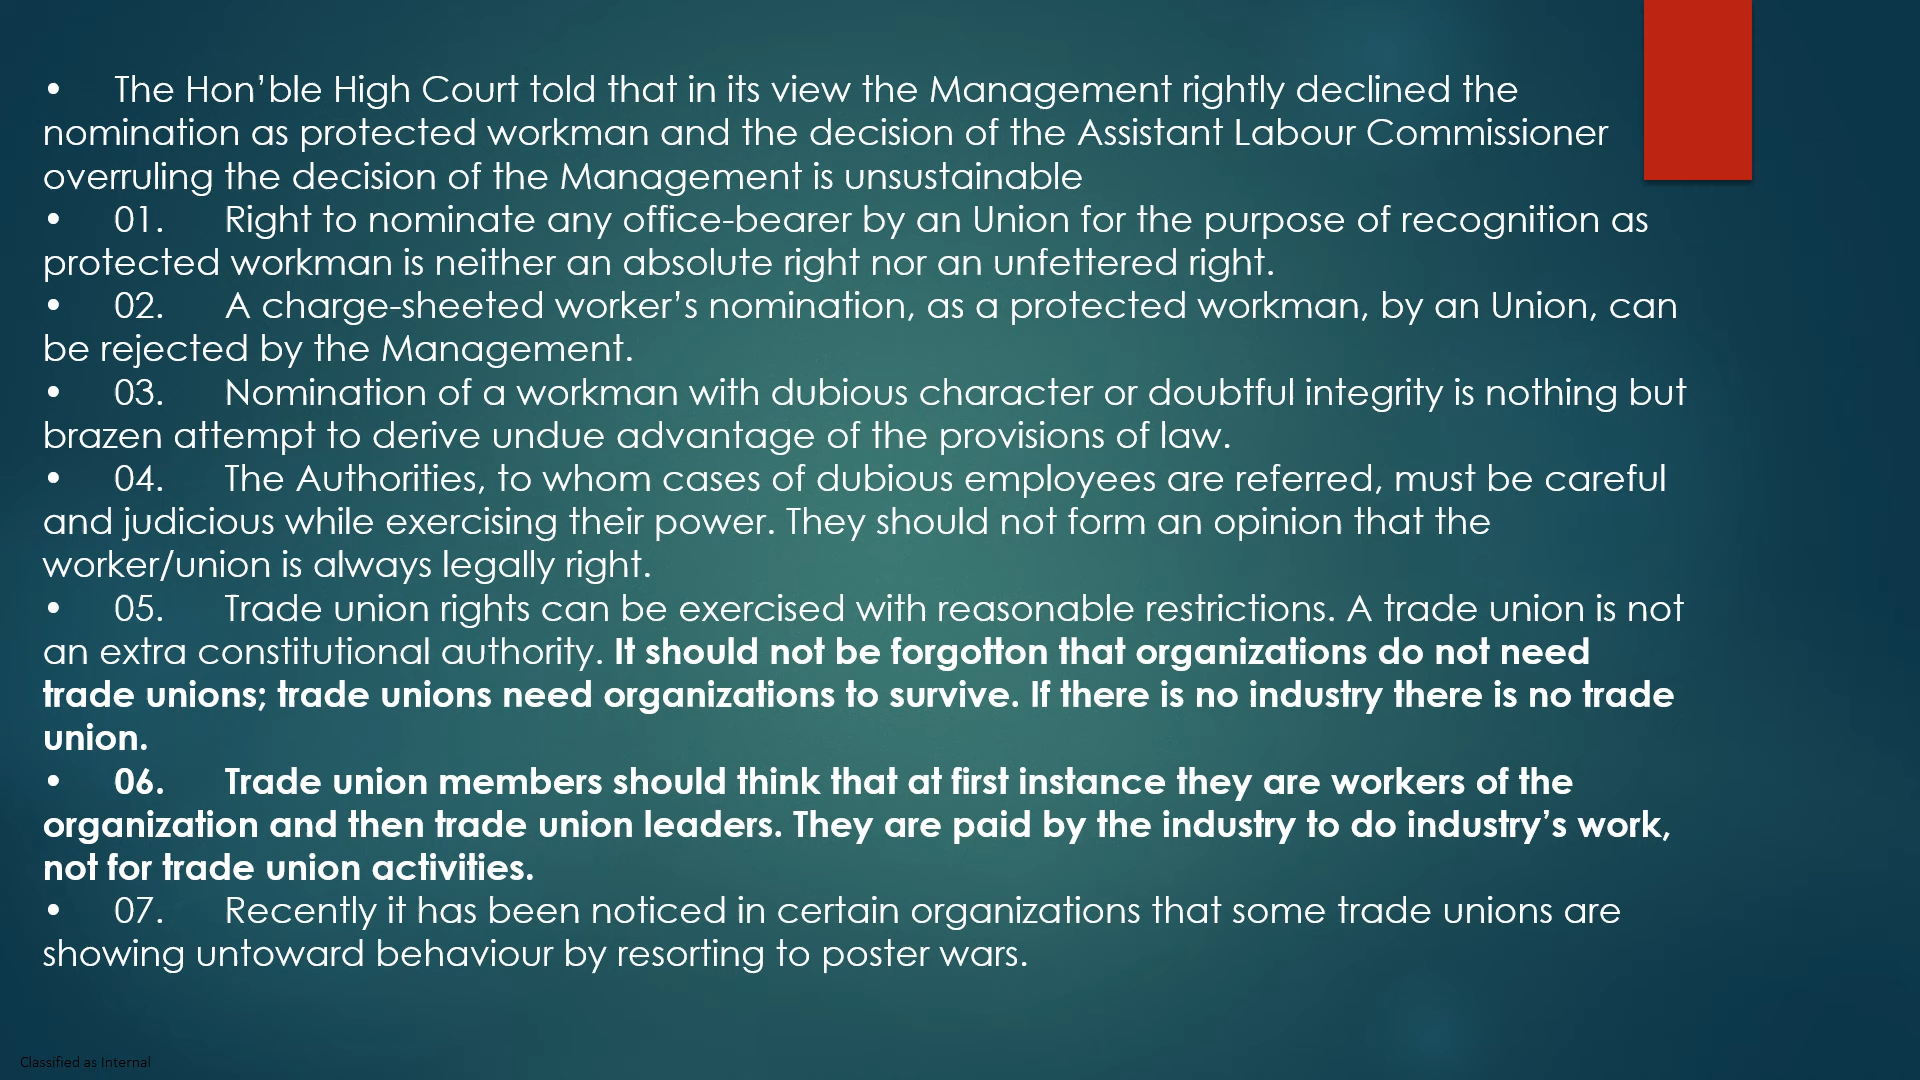 • The Hon’ble High Court told that in its view the Management rightly declined the
nomination as protected workman and the decision of the Assistant Labour Commissioner
overruling the decision of the Management is unsustainable
• 01. Right to nominate any office-bearer by an Union for the purpose of recognition as
protected workman is neither an absolute right nor an unfettered right.
• 02. A charge-sheeted worker’s nomination, as a protected workman, by an Union, can
be rejected by the Management.
• 03. Nomination of a workman with dubious character or doubtful integrity is nothing but
brazen attempt to derive undue advantage of the provisions of law.
• 04. The Authorities, to whom cases of dubious employees are referred, must be careful
and judicious while exercising their power. They should not form an opinion that the
worker/union is always legally right.
• 05. Trade union rights can be exercised with reasonable restrictions. A trade union is not
an extra constitutional authority. It should not be forgotton that organizations do not need
trade unions; trade unions need organizations to survive. If there is no industry there is no trade
union.
• 06. Trade union members should think that at first instance they are workers of the
organization and then trade union leaders. They are paid by the industry to do industry’s work,
not for trade union activities.
• 07. Recently it has been noticed in certain organizations that some trade unions are
showing untoward behaviour by resorting to poster wars.
Classified as Internal